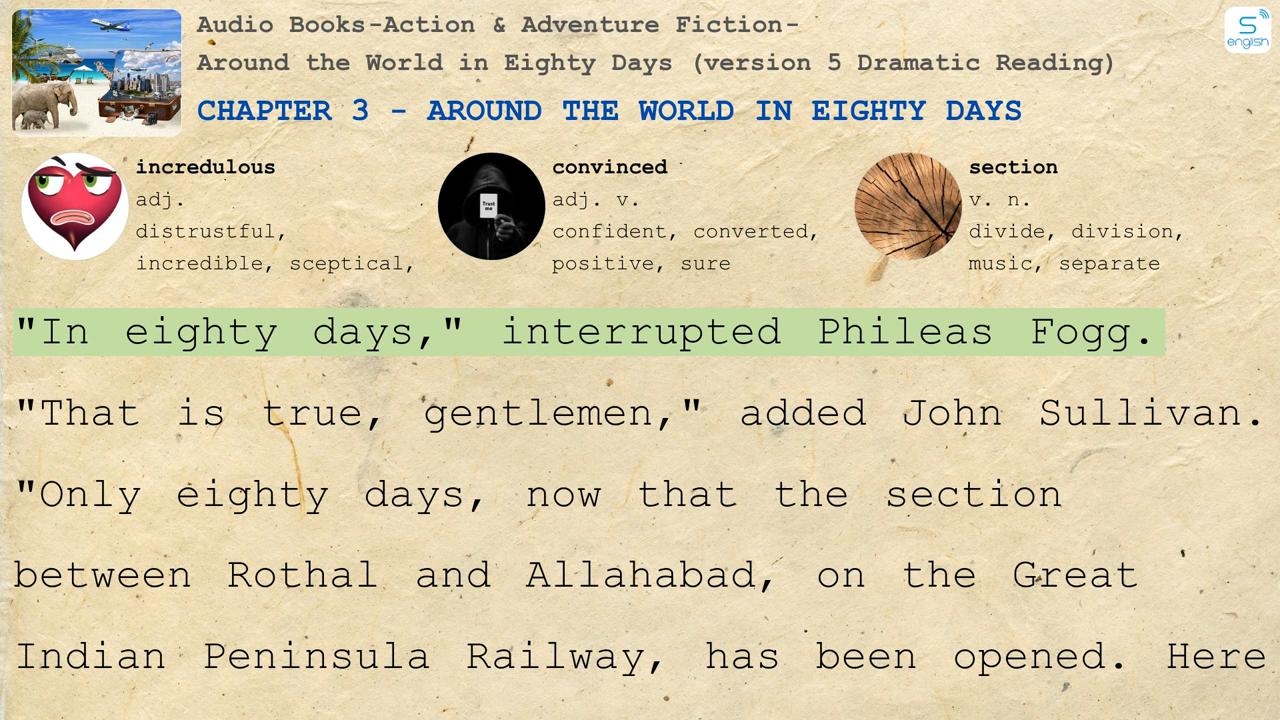 Audio Books-Action & Adventure Fiction-
Around the World in Eighty Days (version 5 Dramatic Reading)
CHAPTER 3 - AROUND THE WORLD IN EIGHTY DAYS
S
english
incredulous
adj.
distrustful,
incredible, sceptical,
Trust
me
convinced
adj. v.
confident, converted,
positive, sure
section
v. n.
divide, division,
music, separate
"In eighty days," interrupted Phileas Fogg.
"That is true, gentlemen," added John Sullivan.
"Only eighty days, now that the section
between Rothal and Allahabad, on the Great
Indian Peninsula Railway, has been opened. Here